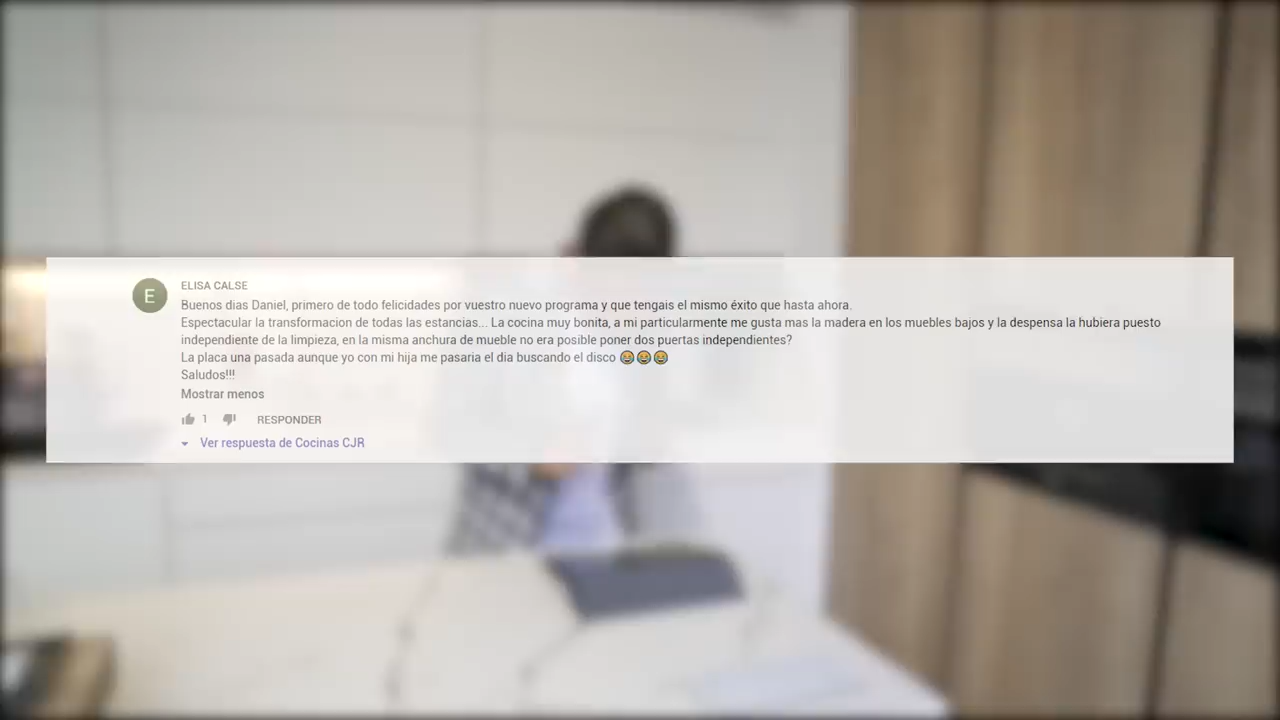 E
ELISA CALSE
Buenos dias Daniel, primero de todo felicidades por vuestro nuevo programa y que tengais el mismo éxito que hasta ahora.
Espectacular la transformacion de todas las estancias... La cocina muy bonita, a mi particularmente me gusta mas la madera en los muebles bajos y la despensa la hubiera puesto
independiente de la limpieza, en la misma anchura de mueble no era posible poner dos puertas independientes?
La placa una pasada aunque yo con mi hija me pasaria el dia buscando el disco 😂😂😂
Saludos!!!
Mostrar menos
1 RESPONDER
Ver respuesta de Cocinas CJR